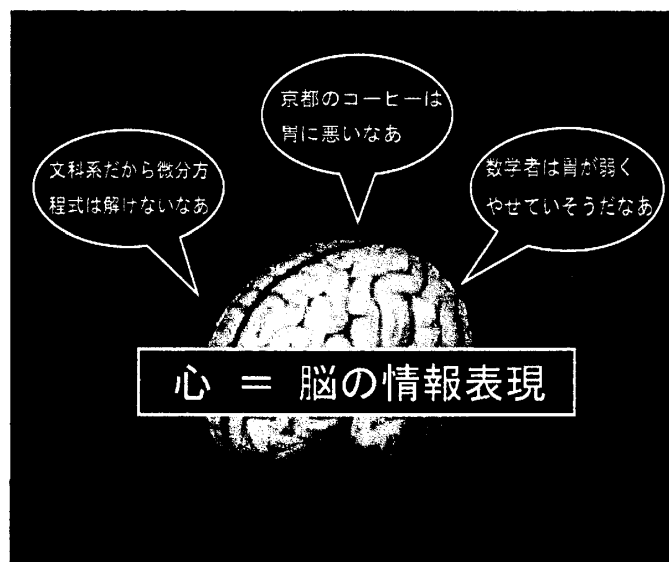 文科系だから微分方
程式は解けないなあ
京都のコーヒーは
胃に悪いなあ
数学者は胃が弱く
やせていそうだなあ
心 = 脳の情報表現